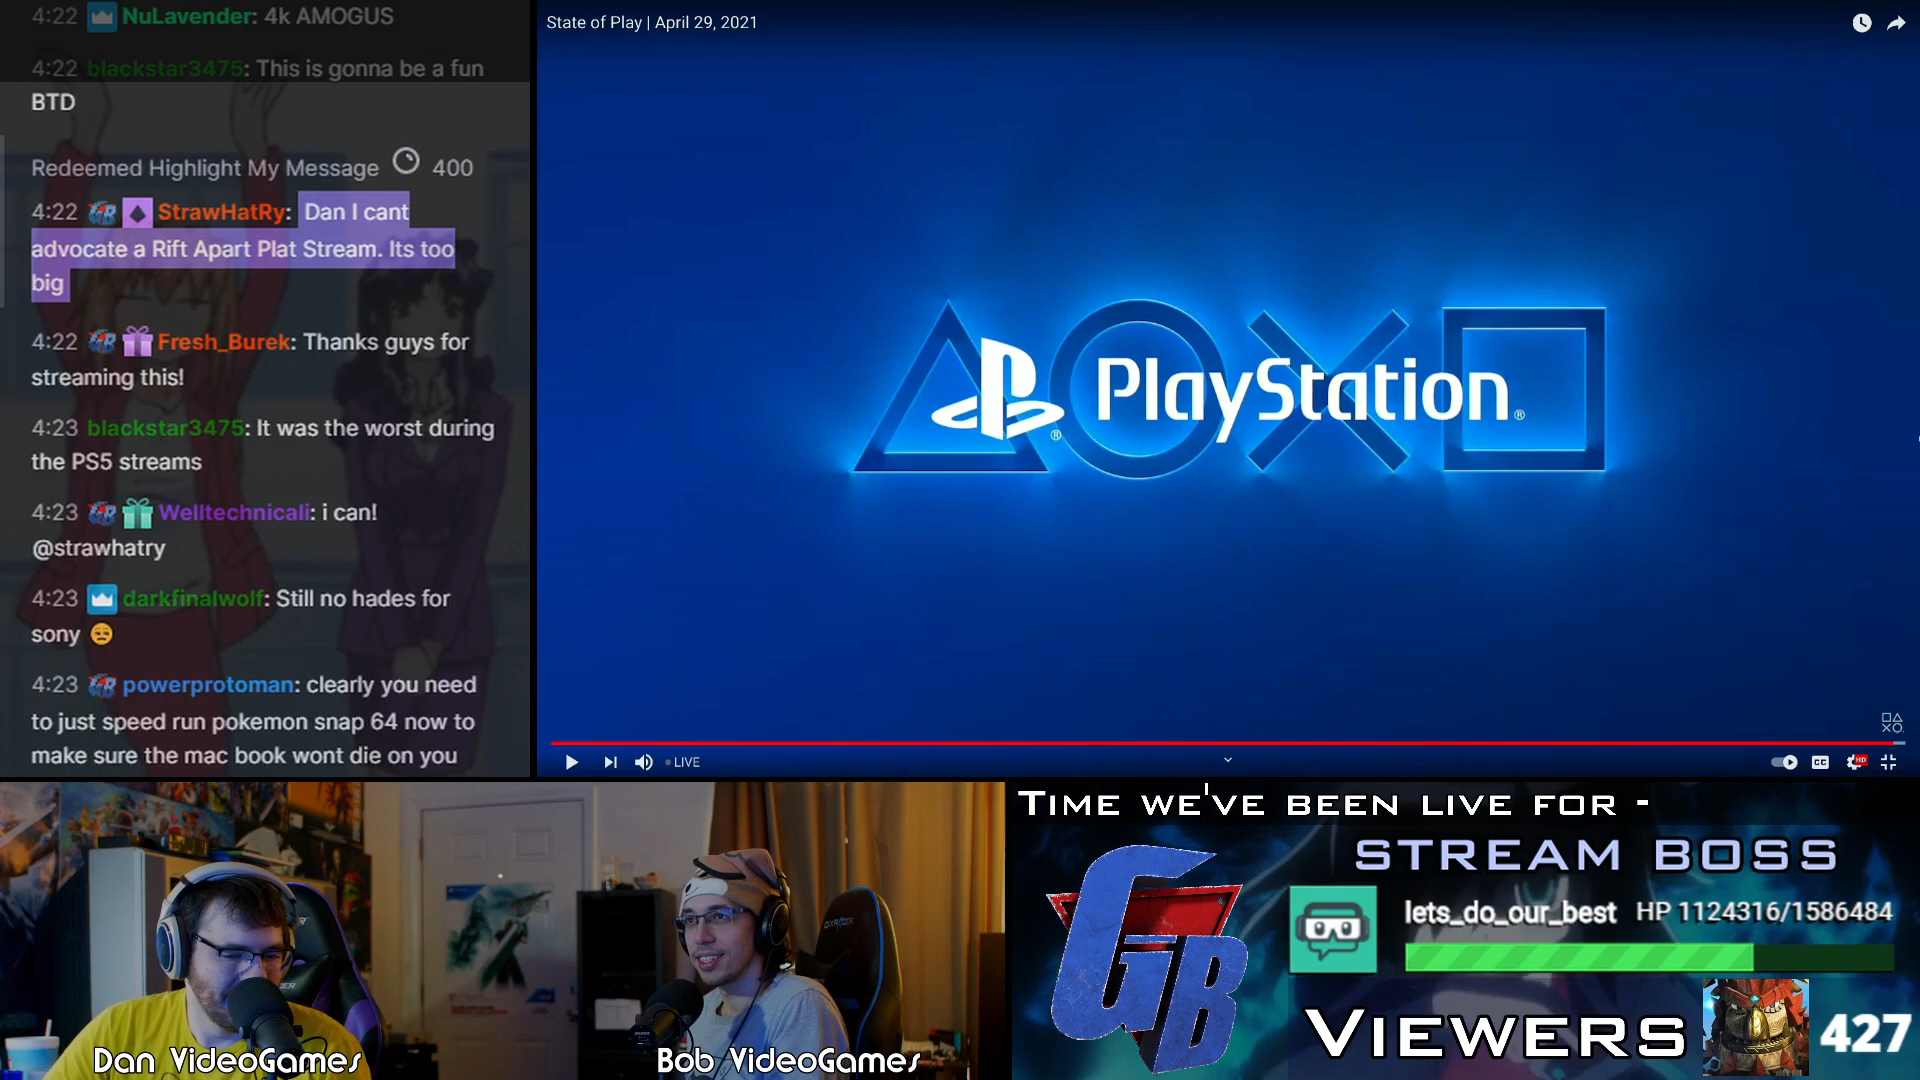 4:22 NuLavender: 4k AMOGUS
4:22 blackstar3475: This is gonna be a fun
BTD
Redeemed Highlight My Message 400
4:22 StrawHatRy: Dan I cant
advocate a Rift Apart Plat Stream. Its too
big
4:22 Fresh_Burek: Thanks guys for
streaming this!
4:23 blackstar3475: It was the worst during
the PS5 streams
4:23 Welltechnicali: i can!
@strawhatry
4:23 darkfinalwolf: Still no hades for
sony
4:23 powerprotoman: clearly you need
to just speed run pokemon snap 64 now to
make sure the mac book wont die on you
State of Play | April 29, 2021
PlayStation®
LIVE
CC
HD
Dan VideoGames
Bob VideoGames
Time we've been live for -
GB
STREAM BOSS
lets_do_our_best HP 1124316/1586484
Viewers 427